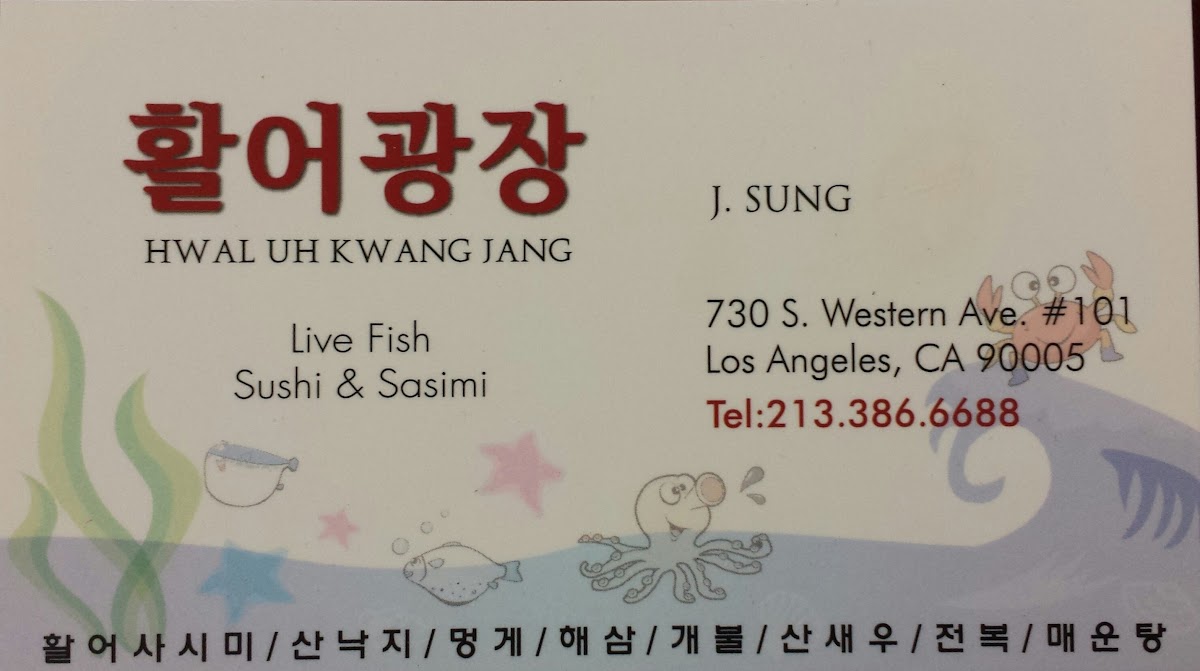 활어광장
HWAL UH KWANG JANG
Live Fish
Sushi & Sasimi
J. SUNG
730 S. Western Ave. #101
Los Angeles, CA 90005
Tel:213.386.6688
활어사시미/산낙지/멍게/해삼/개불/산새우/전복/매운탕